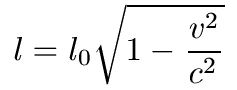 $l = l_0 \sqrt{1 - \frac{v^2}{c^2}}$